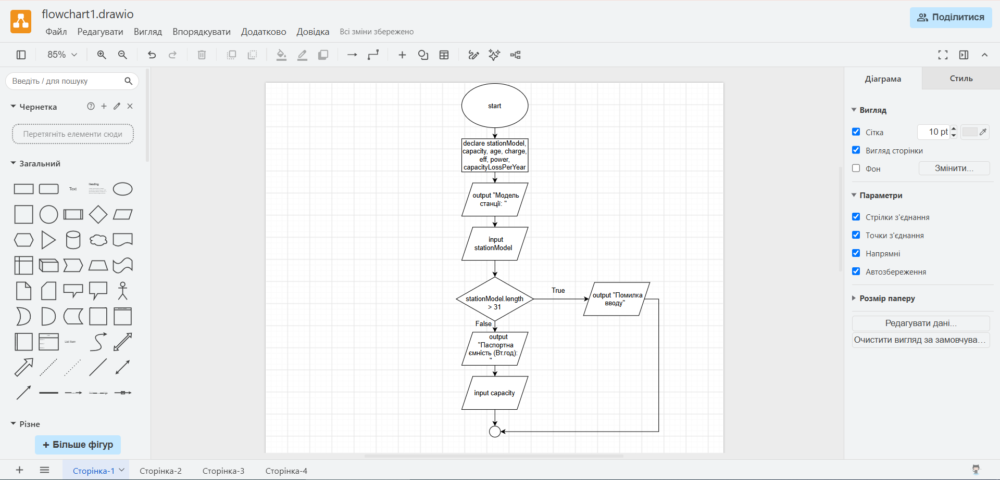 flowchart1.drawio
Файл Редагувати Вигляд Впорядкувати Додатково Довідка Всі зміни збережено
Поділитися
85%
Введіть / для пошуку
Чернетка
Перетягніть елементи сюди
Загальний
Text
Heading
List Item
Різне
+ Більше фігур
start
declare stationModel,
capacity, age, charge,
eff, power,
capacityLossPerYear
output "Модель
станції: "
input
stationModel
stationModel.length
> 31
True
output "Помилка
вводу"
False
output
"Паспортна
ємність (Вт.год):
"
input capacity
Діаграма Стиль
Вигляд
Сітка 10 pt
Вигляд сторінки
Фон Змінити...
Параметри
Стрілки з'єднання
Точки з'єднання
Напрямні
Автозбереження
Розмір паперу
Редагувати дані...
Очистити вигляд за замовчува...
Сторінка-1 Сторінка-2 Сторінка-3 Сторінка-4